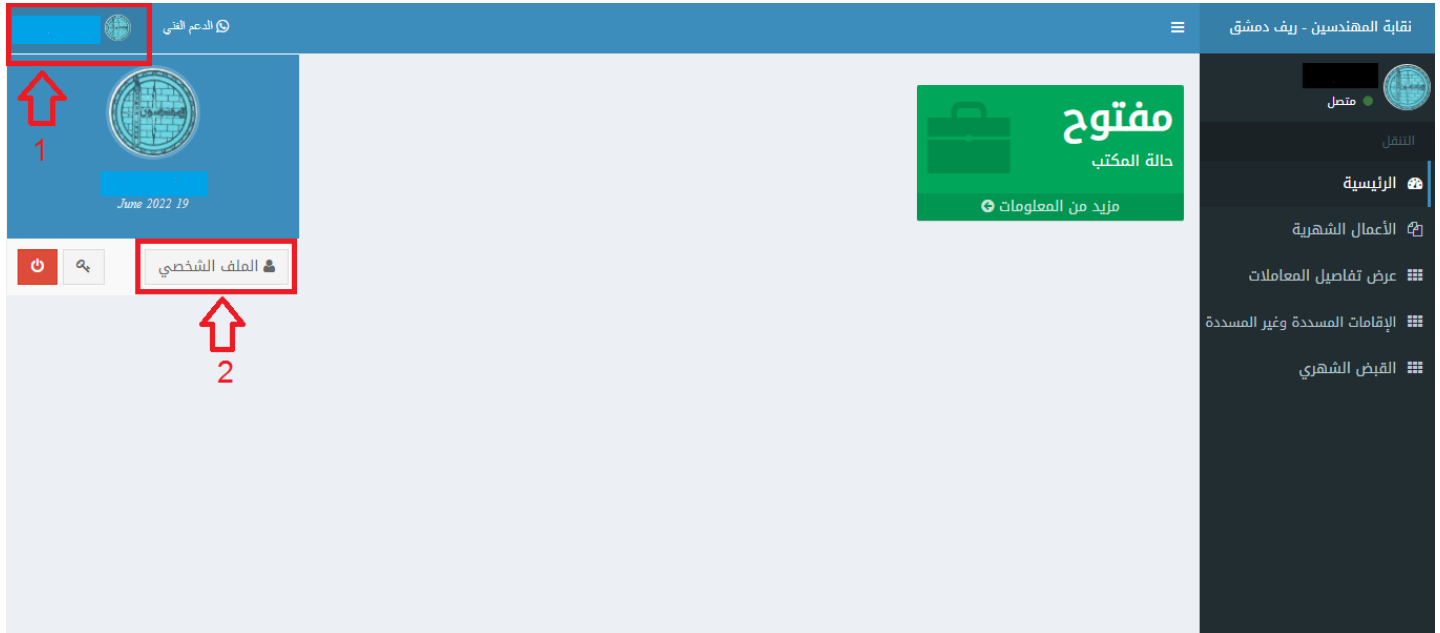 نقابة المهندسين - ريف دمشق
الدعم الفني
متصل
التنقل
الرئيسية
الأعمال الشهرية
عرض تفاصيل المعاملات
الإقامات المسددة وغير المسددة
القبض الشهري
مفتوح
حالة المكتب
مزيد من المعلومات
1
June 2022 19
الملف الشخصي
2